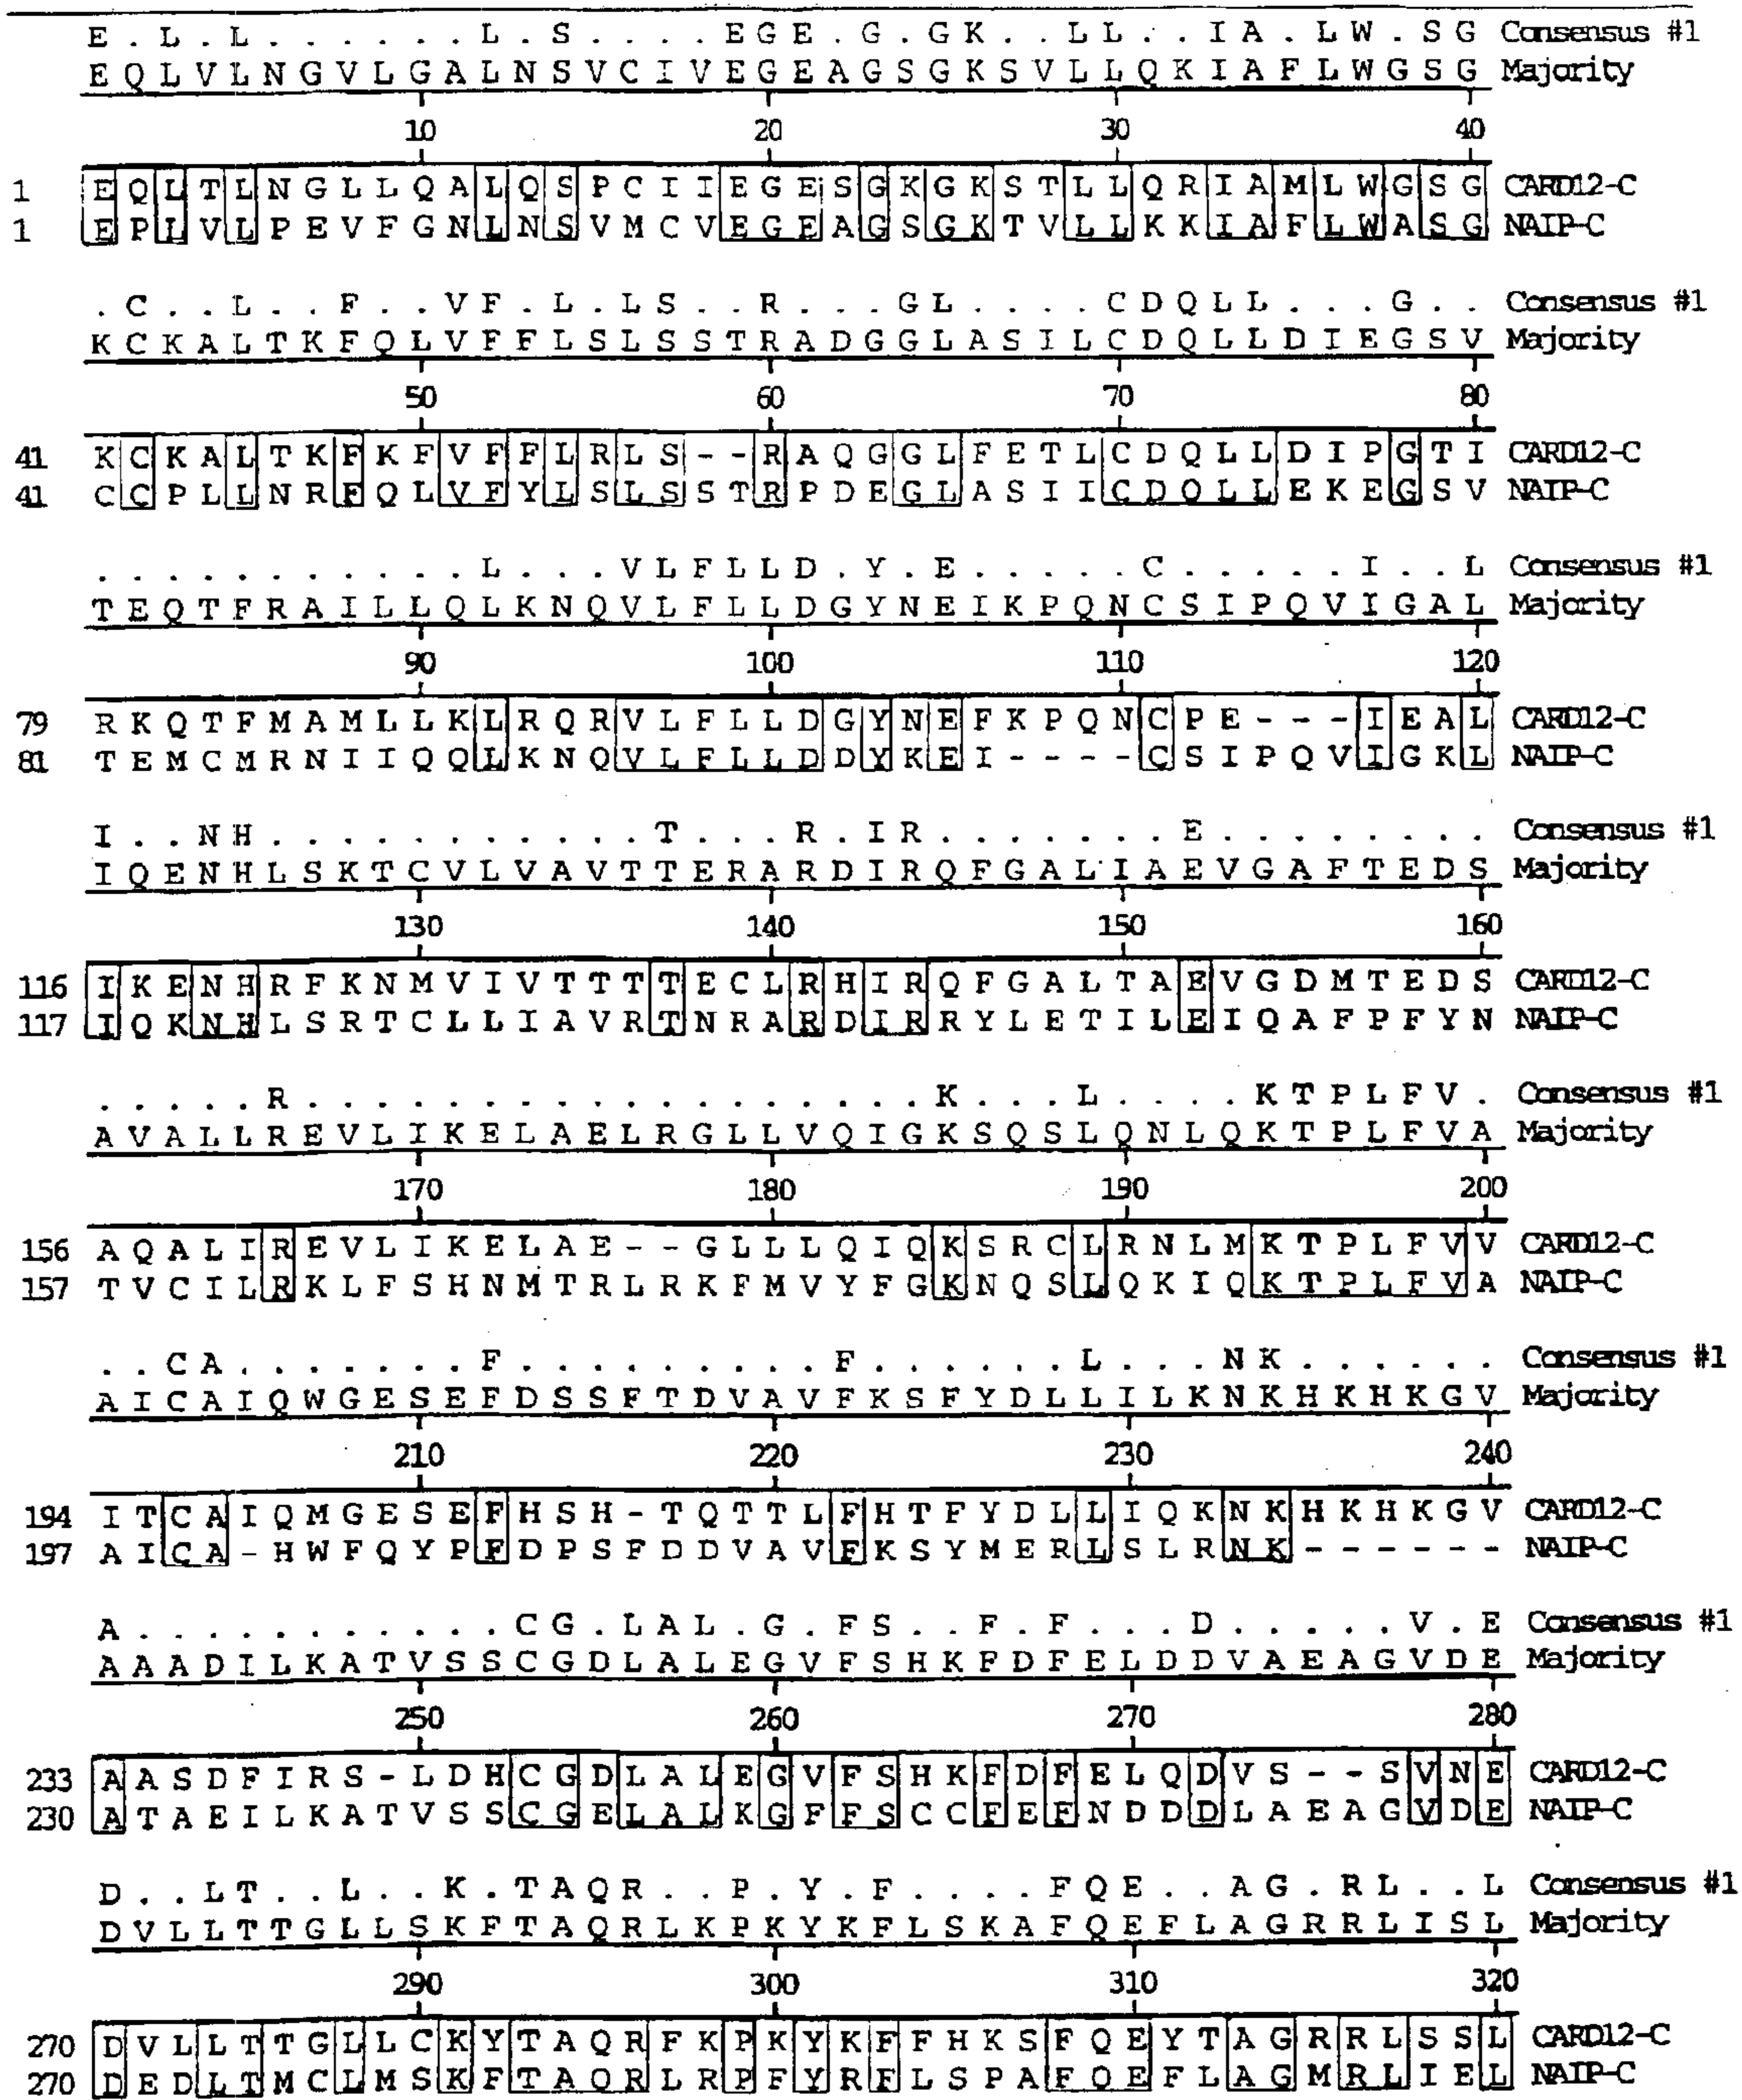 E . L . L . . . . . . L . S . . . . E G E . G . G K . . L L . . I A . L W . S G Consensus #1
E Q L V L N G V L G A L N S V C I V E G E A G S G K S V L L Q K I A F L W G S G Majority
10 20 30 40
1 E Q L T L N G L L Q A L Q S P C I I E G E S G K G K S T L L Q R I A M L W G S G CARD12-C
1 E P L V L P E V F G N L N S V M C V E G E A G S G K T V L L K K I A F L W A S G NAIP-C
. C . . L . . F . . V F . L . L S . . R . . . G L . . . . C D Q L L . . . G . . Consensus #1
K C K A L T K F Q L V F F L S L S S T R A D G G L A S I L C D Q L L D I E G S V Majority
50 60 70 80
41 K C K A L T K F K F V F F L R L S - - R A Q G G L F E T L C D Q L L D I P G T I CARD12-C
41 C C P L L N R F Q L V F Y L S L S S T R P D E G L A S I I C D Q L L E K E G S V NAIP-C
. . . . . . . . . . . L . . . V L F L L D . Y . E . . . . . C . . . . . I . . L Consensus #1
T E Q T F R A I L L Q L K N Q V L F L L D G Y N E I K P Q N C S I P Q V I G A L Majority
90 100 110 120
79 R K Q T F M A M L L K L R Q R V L F L L D G Y N E F K P Q N C P E - - - I E A L CARD12-C
81 T E M C M R N I I Q Q L K N Q V L F L L D D Y K E I - - - - C S I P Q V I G K L NAIP-C
I . . N H . . . . . . . . . . . T . . . R . I R . . . . . . . E . . . . . . . . Consensus #1
I Q E N H L S K T C V L V A V T T E R A R D I R Q F G A L I A E V G A F T E D S Majority
130 140 150 160
116 I K E N H R F K N M V I V T T T T E C L R H I R Q F G A L T A E V G D M T E D S CARD12-C
117 I Q K N H L S R T C L L I A V R T N R A R D I R R Y L E T I L E I Q A F P F Y N NAIP-C
. . . . . R . . . . . . . . . . . . . . . . . . K . . . L . . . . K T P L F V . Consensus #1
A V A L L R E V L I K E L A E L R G L L V Q I G K S Q S L Q N L Q K T P L F V A Majority
170 180 190 200
156 A Q A L I R E V L I K E L A E - - G L L L Q I Q K S R C L R N L M K T P L F V V CARD12-C
157 T V C I L R K L F S H N M T R L R K F M V Y F G K N Q S L Q K I Q K T P L F V A NAIP-C
. . C A . . . . . . . F . . . . . . . . . F . . . . . . L . . . N K . . . . . . Consensus #1
A I C A I Q W G E S E F D S S F T D V A V F K S F Y D L L I L K N K H K H K G V Majority
210 220 230 240
194 I T C A I Q M G E S E F H S H - T Q T T L F H T F Y D L L I Q K N K H K H K G V CARD12-C
197 A I C A - H W F Q Y P F D P S F D D V A V F K S Y M E R L S L R N K - - - - - - NAIP-C
A . . . . . . . . . . . C G . L A L . G . F S . . F . F . . . D . . . . . V . E Consensus #1
A A A D I L K A T V S S C G D L A L E G V F S H K F D F E L D D V A E A G V D E Majority
250 260 270 280
233 A A S D F I R S - L D H C G D L A L E G V F S H K F D F E L Q D V S - - S V N E CARD12-C
230 A T A E I L K A T V S S C G E L A L K G F F S C C F E F N D D D L A E A G V D E NAIP-C
D . . L T . . L . . K . T A Q R . . P . Y . F . . . . F Q E . . A G . R L . . L Consensus #1
D V L L T T G L L S K F T A Q R L K P K Y K F L S K A F Q E F L A G R R L I S L Majority
290 300 310 320
270 D V L L T T G L L C K Y T A Q R F K P K Y K F F H K S F Q E Y T A G R R L S S L CARD12-C
270 D E D L T M C L M S K F T A Q R L R P F Y R F L S P A F Q E F L A G M R L I E L NAIP-C